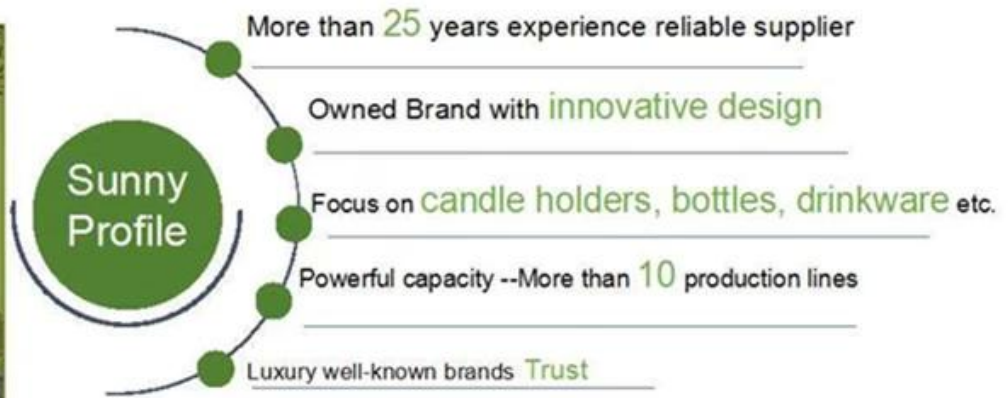 More than 25 years experience reliable supplier
Owned Brand with innovative design
Sunny
Profile
Focus on candle holders, bottles, drinkware etc.
Powerful capacity --More than 10 production lines
Luxury well-known brands Trust